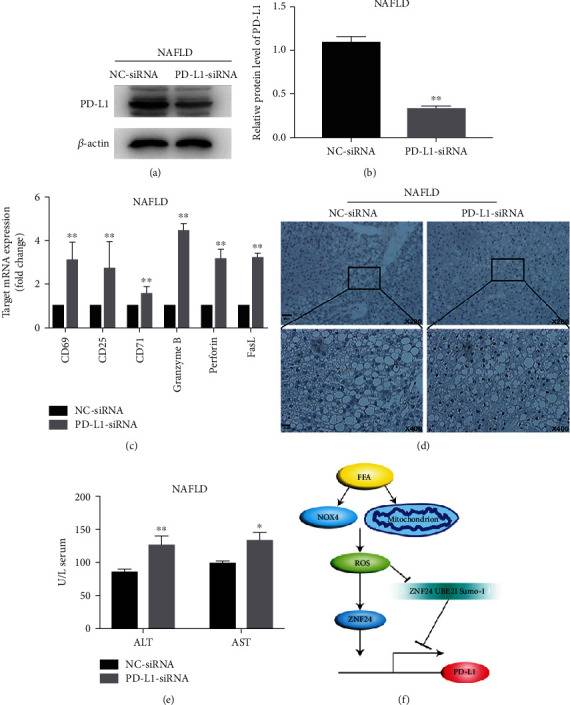 NAFLD
NC-siRNA PD-L1-siRNA
PD-L1
β-actin
(a)
NAFLD
Relative protein level of PD-L1
1.5
1.0
0.5
0.0
**
NC-siRNA PD-L1-siRNA
(b)
NAFLD
Target mRNA expression
(fold change)
6
4
2
0
** ** ** ** ** **
CD69 CD25 CD71 Granzyme B Perforin FasL
NC-siRNA
PD-L1-siRNA
(c)
NAFLD
NC-siRNA PD-L1-siRNA
X200 X200
X400 X400
(d)
NAFLD
U/L serum
200
150
100
50
0
** *
ALT AST
NC-siRNA
PD-L1-siRNA
(e)
FFA
NOX4 Mitochondrion
ROS
ZNF24 UBE2I Sumo-1
ZNF24
PD-L1
(f)